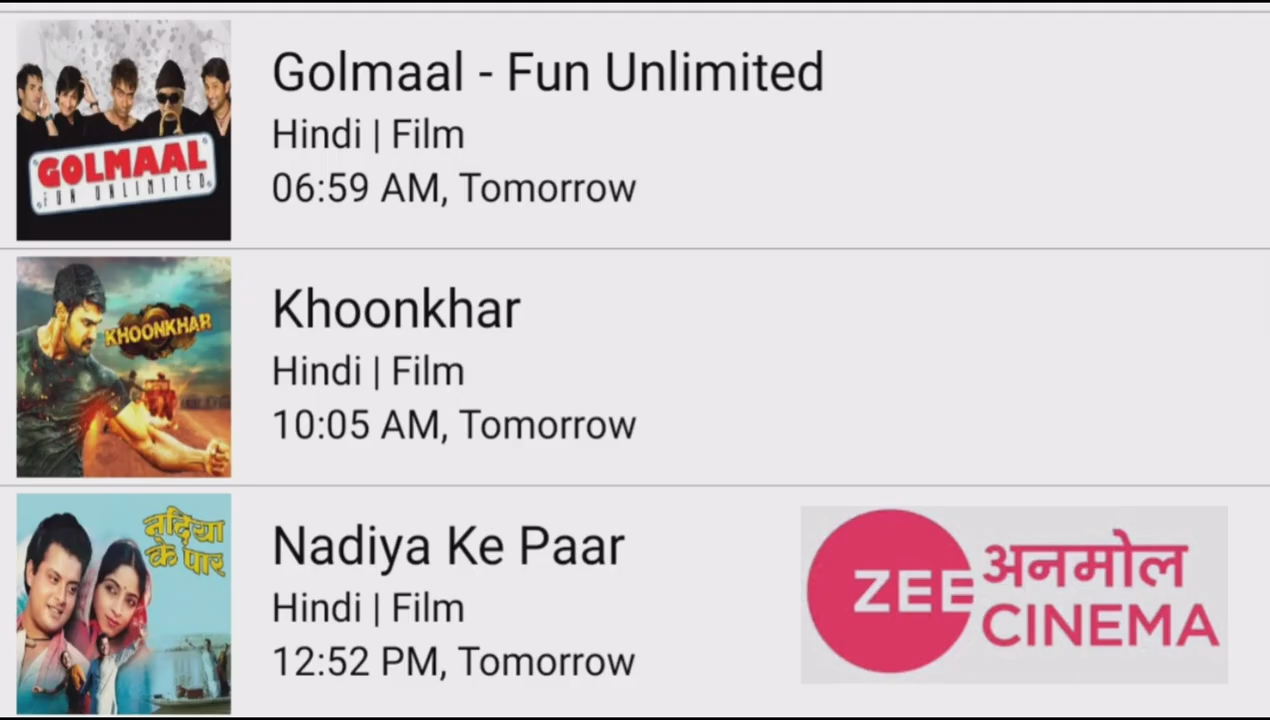 GOLMAAL
FUN UNLIMITED
Golmaal - Fun Unlimited
Hindi | Film
06:59 AM, Tomorrow
KHOONKHAR
Khoonkhar
Hindi | Film
10:05 AM, Tomorrow
नदिया
के पार
Nadiya Ke Paar
Hindi | Film
12:52 PM, Tomorrow
ZEE अनमोल
CINEMA